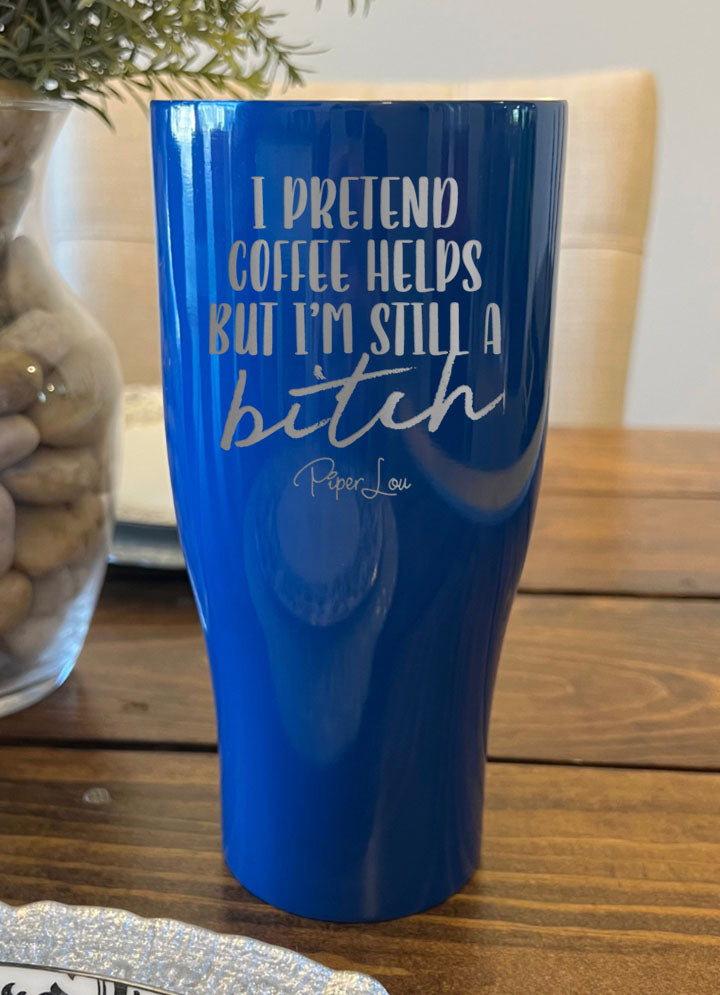 I PRETEND
COFFEE HELPS
BUT I'M STILL A
bitch
Piper Lou